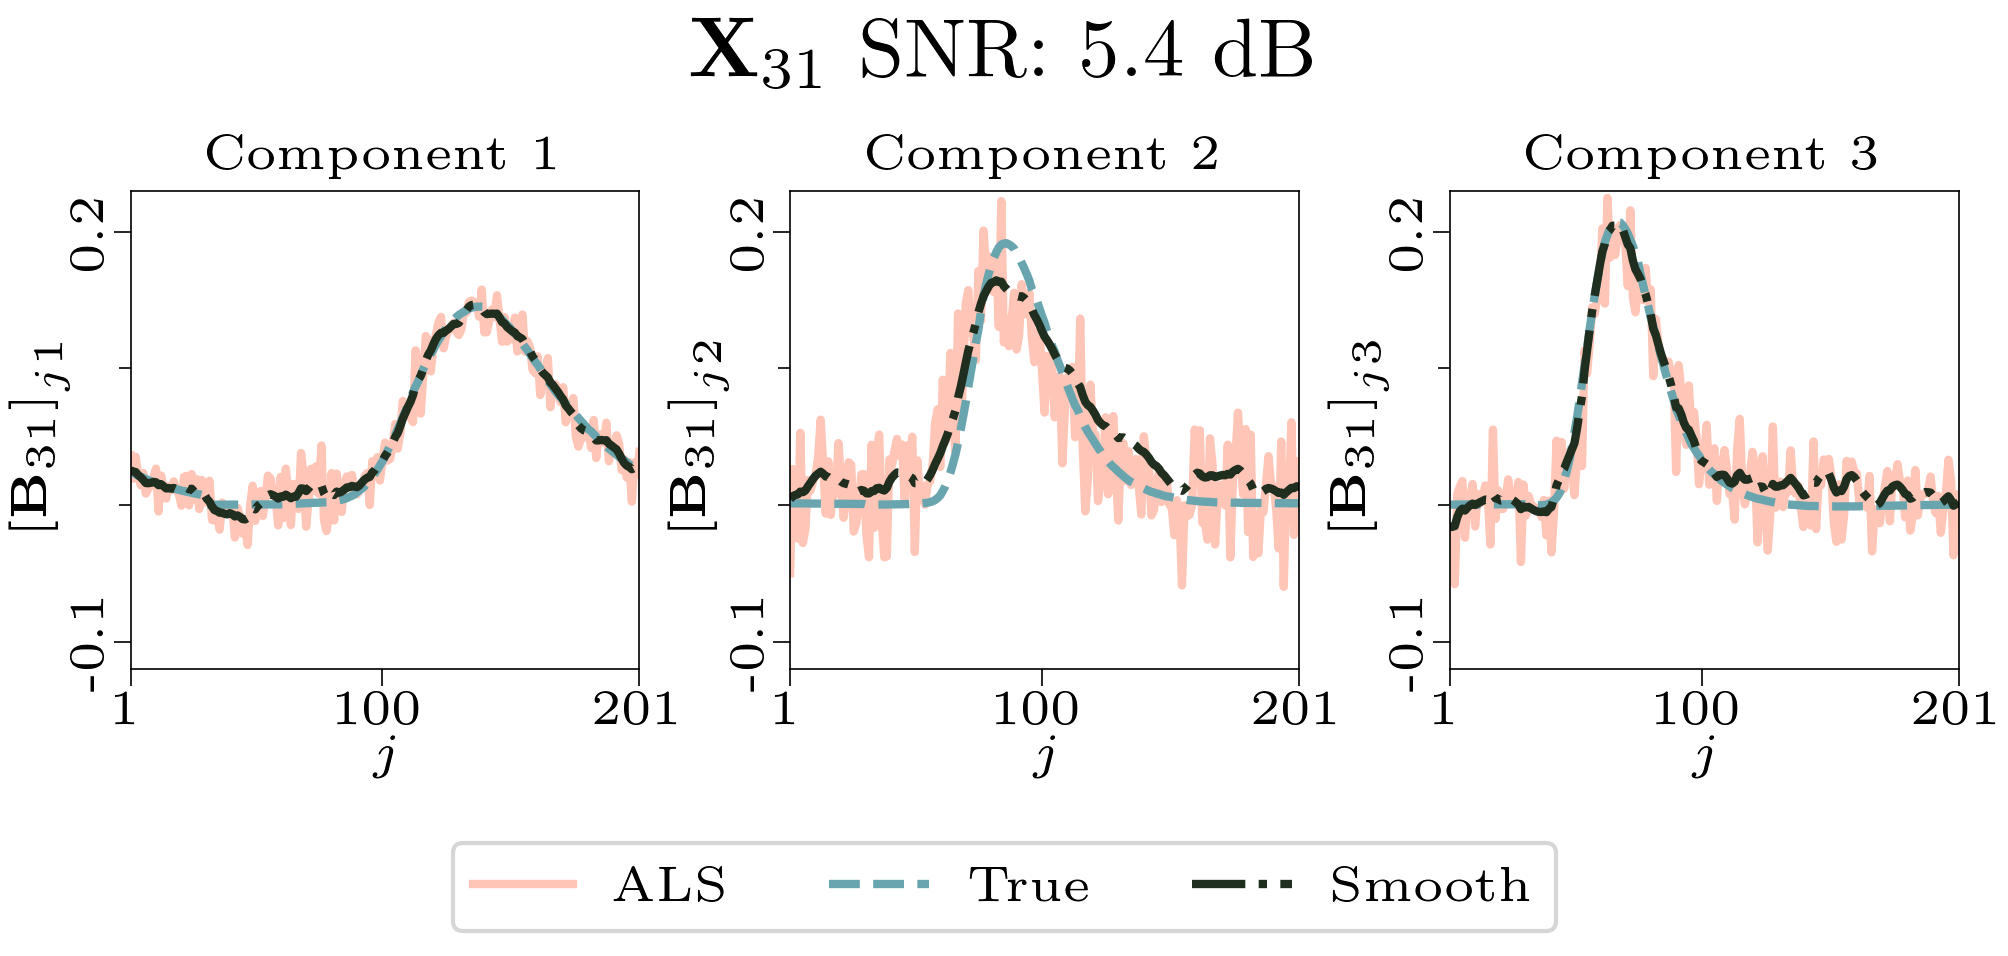 X31 SNR: 5.4 dB
Component 1
Component 2
Component 3
[B31]j1
0.2
-0.1
1
100
201
j
[B31]j2
0.2
-0.1
1
100
201
j
[B31]j3
0.2
-0.1
1
100
201
j
ALS
True
Smooth